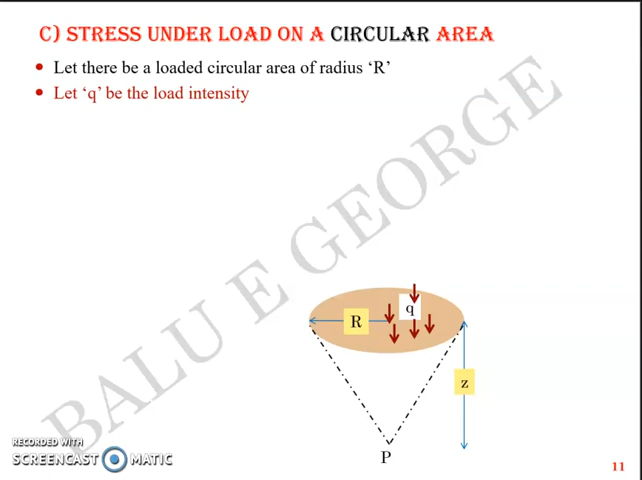 C) STRESS UNDER LOAD ON A CIRCULAR AREA
• Let there be a loaded circular area of radius ‘R’
• Let ‘q’ be the load intensity
BALU E GEORGE
q
R
z
P
RECORDED WITH
SCREENCAST MATIC
11